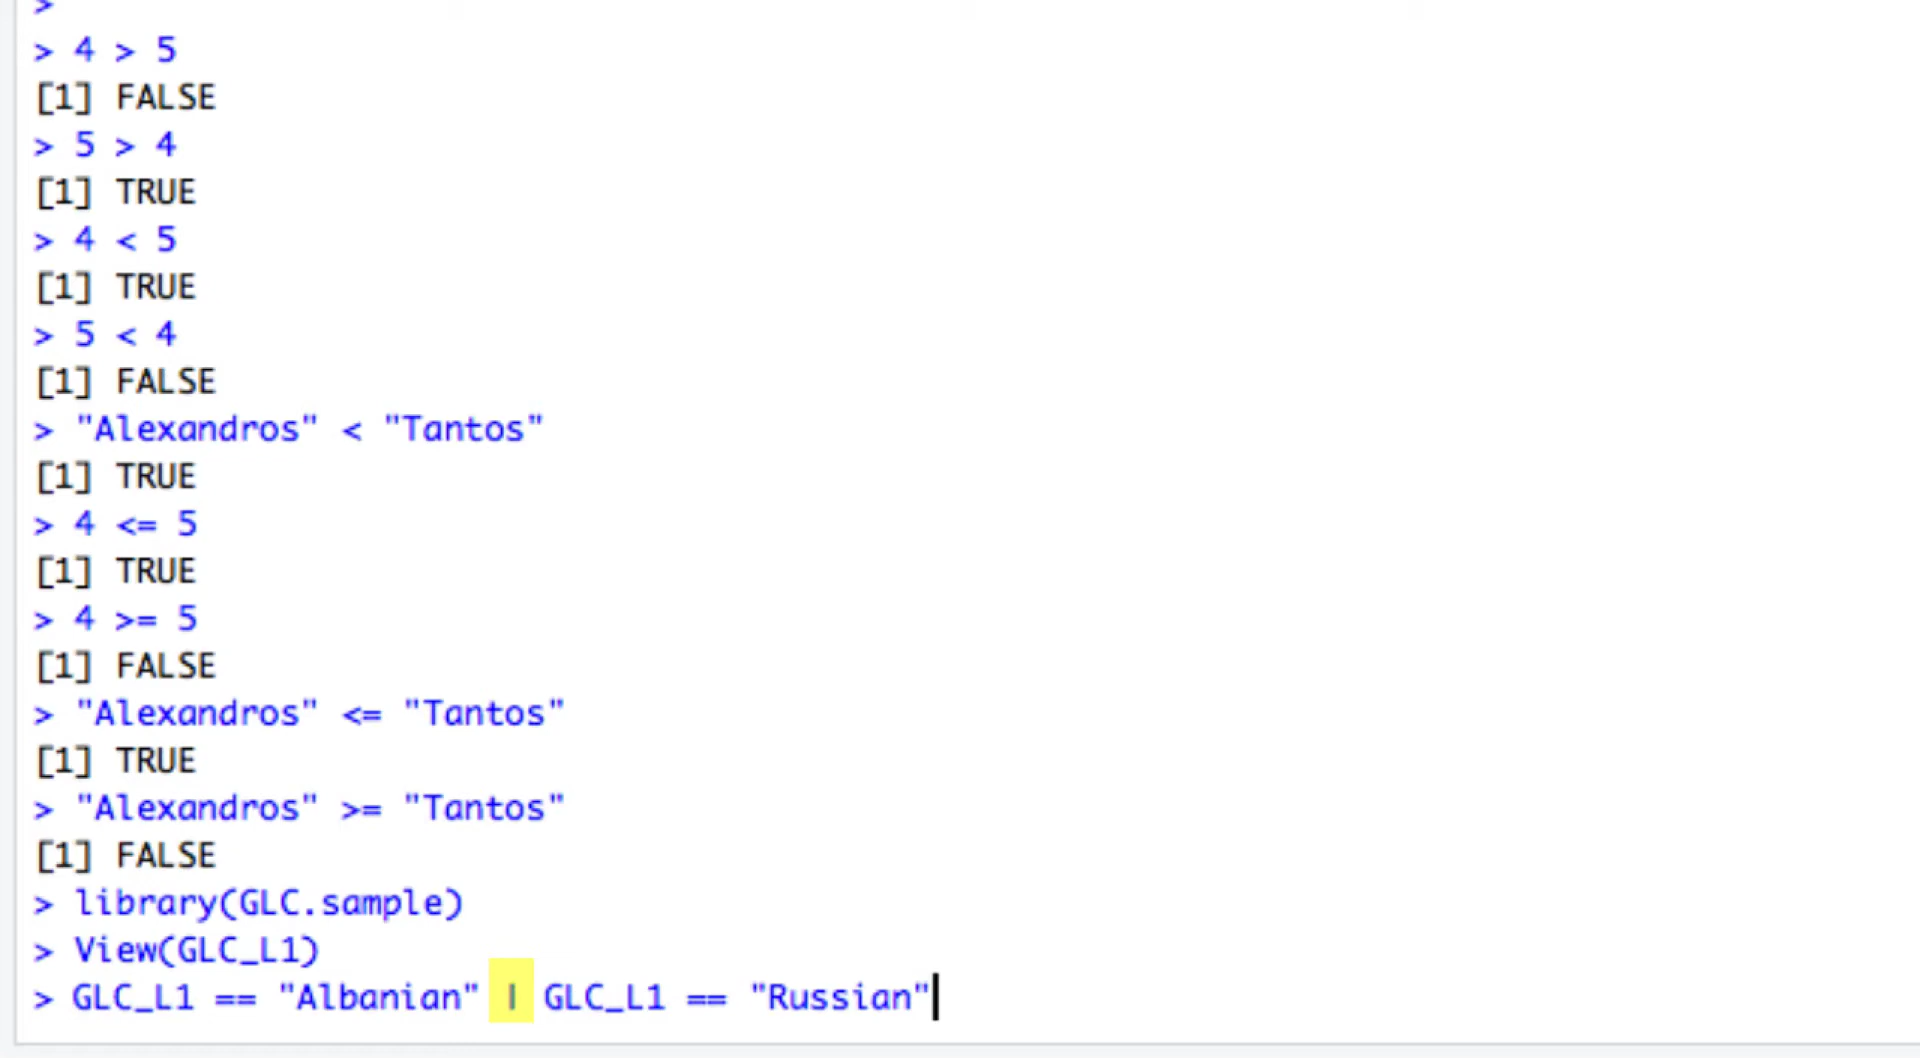 >
> 4 > 5
[1] FALSE
> 5 > 4
[1] TRUE
> 4 < 5
[1] TRUE
> 5 < 4
[1] FALSE
> "Alexandros" < "Tantos"
[1] TRUE
> 4 <= 5
[1] TRUE
> 4 >= 5
[1] FALSE
> "Alexandros" <= "Tantos"
[1] TRUE
> "Alexandros" >= "Tantos"
[1] FALSE
> library(GLC.sample)
> View(GLC_L1)
> GLC_L1 == "Albanian" | GLC_L1 == "Russian"